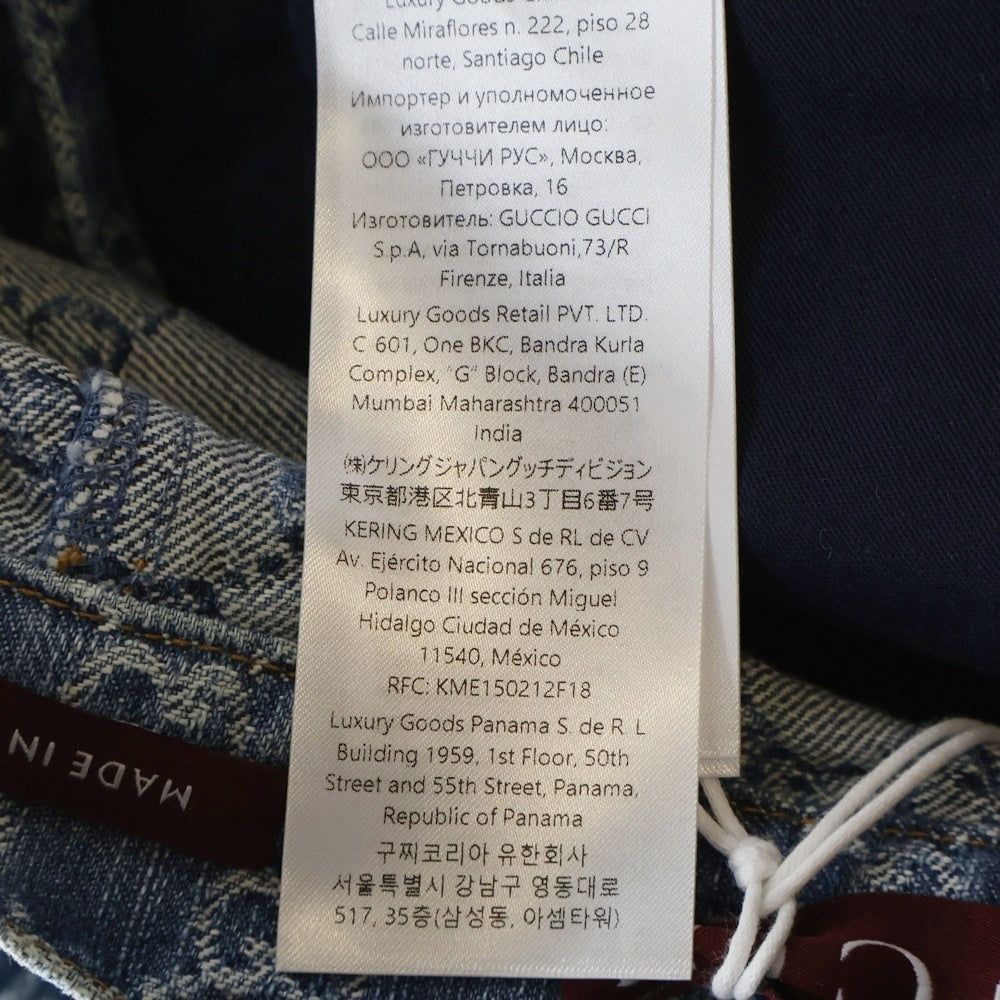 Luxury Goods
Calle Miraflores n. 222, piso 28
norte, Santiago Chile
Импортер и уполномоченное
изготовителем лицо:
ООО «ГУЧЧИ РУС», Москва,
Петровка, 16
Изготовитель: GUCCIO GUCCI
S.p.A, via Tornabuoni,73/R
Firenze, Italia
Luxury Goods Retail PVT. LTD.
C 601, One BKC, Bandra Kurla
Complex, "G" Block, Bandra (E)
Mumbai Maharashtra 400051
India
㈱ケリングジャパングッチディビジョン
東京都港区北青山3丁目6番7号
KERING MEXICO S de RL de CV
Av. Ejército Nacional 676, piso 9
Polanco III sección Miguel
Hidalgo Ciudad de México
11540, México
RFC: KME150212F18
Luxury Goods Panama S. de R. L
Building 1959, 1st Floor, 50th
Street and 55th Street, Panama,
Republic of Panama
구찌코리아 유한회사
서울특별시 강남구 영동대로
517, 35층(삼성동, 아셈타워)
MADE IN